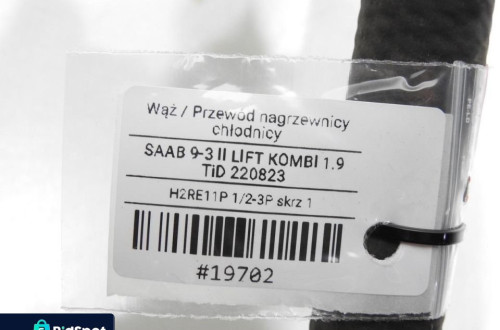 Wąż / Przewód nagrzewnicy
chłodnicy
SAAB 9-3 II LIFT KOMBI 1.9
TiD 220823
H2RE11P 1/2-3P skrz 1
#19702